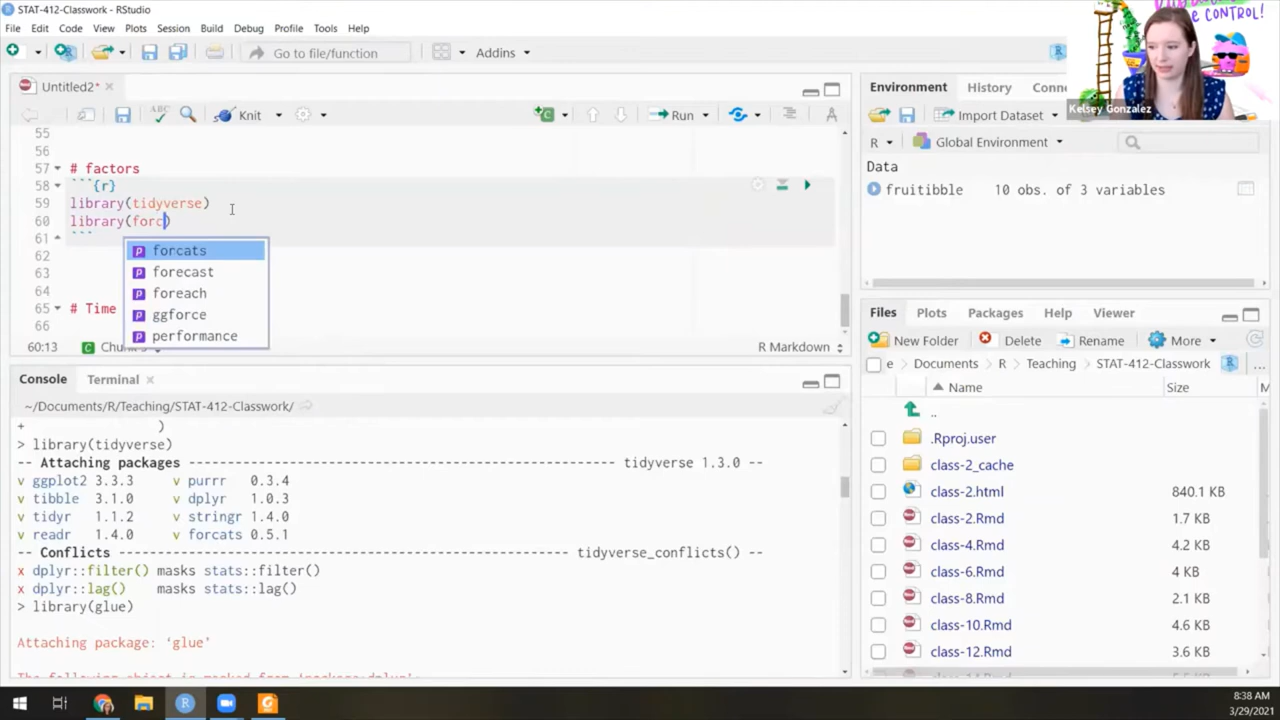 STAT-412-Classwork - RStudio
File Edit Code View Plots Session Build Debug Profile Tools Help
Go to file/function Addins
CONTROL!
Kelsey Gonzalez
Untitled2*
Knit Run
55
56
57 # factors
58 ```{r}
59 library(tidyverse)
60 library(forc)
61 ```
62
63
64
65 # Time
66
forcats
forecast
foreach
ggforce
performance
60:13 R Markdown
Console Terminal
~/Documents/R/Teaching/STAT-412-Classwork/
+ )
> library(tidyverse)
-- Attaching packages --------------------------------------- tidyverse 1.3.0 --
v ggplot2 3.3.3 v purrr 0.3.4
v tibble 3.1.0 v dplyr 1.0.3
v tidyr 1.1.2 v stringr 1.4.0
v readr 1.4.0 v forcats 0.5.1
-- Conflicts ------------------------------------------ tidyverse_conflicts() --
x dplyr::filter() masks stats::filter()
x dplyr::lag() masks stats::lag()
> library(glue)
Attaching package: ‘glue’
The following object is masked from ‘package:dplyr’:
Environment History Conn
Import Dataset
R Global Environment
Data
fruitibble 10 obs. of 3 variables
Files Plots Packages Help Viewer
New Folder Delete Rename More
e > Documents > R > Teaching > STAT-412-Classwork ...
Name Size M
..
.Rproj.user
class-2_cache
class-2.html 840.1 KB
class-2.Rmd 1.7 KB
class-4.Rmd 4.2 KB
class-6.Rmd 4 KB
class-8.Rmd 2.1 KB
class-10.Rmd 4.6 KB
class-12.Rmd 3.6 KB
8:38 AM
3/29/2021